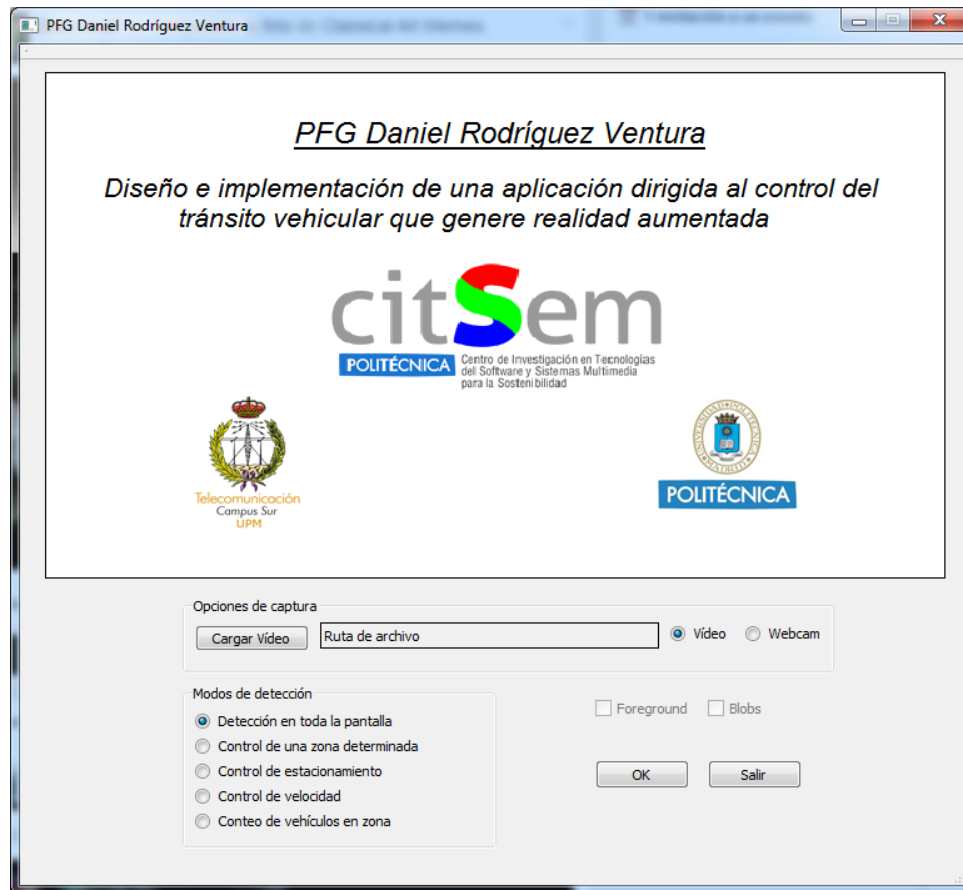 PFG Daniel Rodríguez Ventura
PFG Daniel Rodríguez Ventura
Diseño e implementación de una aplicación dirigida al control del
tránsito vehicular que genere realidad aumentada
citSem
POLITÉCNICA
Centro de Investigación en Tecnologías
del Software y Sistemas Multimedia
para la Sostenibilidad
Telecomunicación
Campus Sur
UPM
POLITÉCNICA
Opciones de captura
Cargar Vídeo
Ruta de archivo
Vídeo
Webcam
Modos de detección
Detección en toda la pantalla
Control de una zona determinada
Control de estacionamiento
Control de velocidad
Conteo de vehículos en zona
Foreground
Blobs
OK
Salir